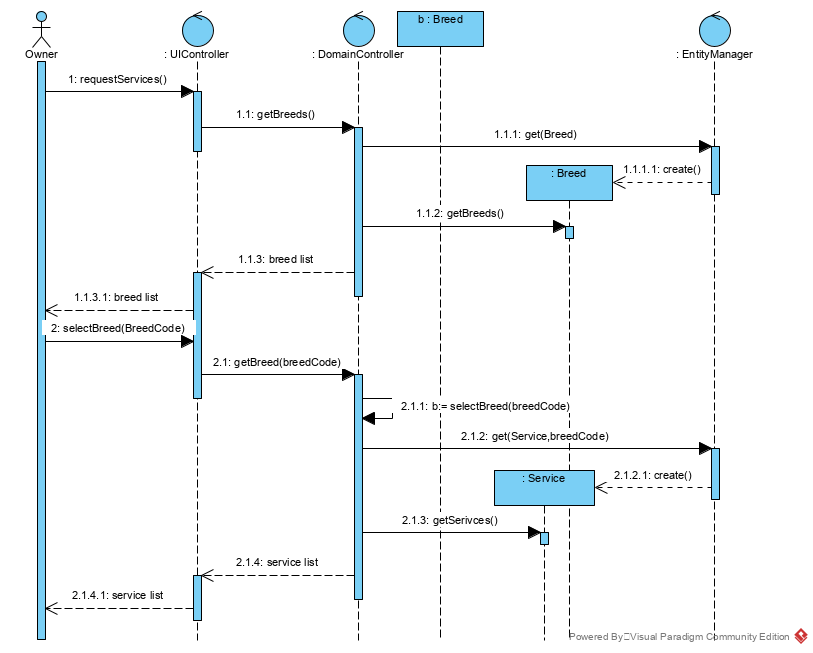 b : Breed
Owner
: UIController
: DomainController
: EntityManager
1: requestServices()
1.1: getBreeds()
1.1.1: get(Breed)
: Breed
1.1.1.1: create()
1.1.2: getBreeds()
1.1.3: breed list
1.1.3.1: breed list
2: selectBreed(BreedCode)
2.1: getBreed(breedCode)
2.1.1: b:= selectBreed(breedCode)
2.1.2: get(Service,breedCode)
: Service
2.1.2.1: create()
2.1.3: getSerivces()
2.1.4: service list
2.1.4.1: service list
Powered By Visual Paradigm Community Edition